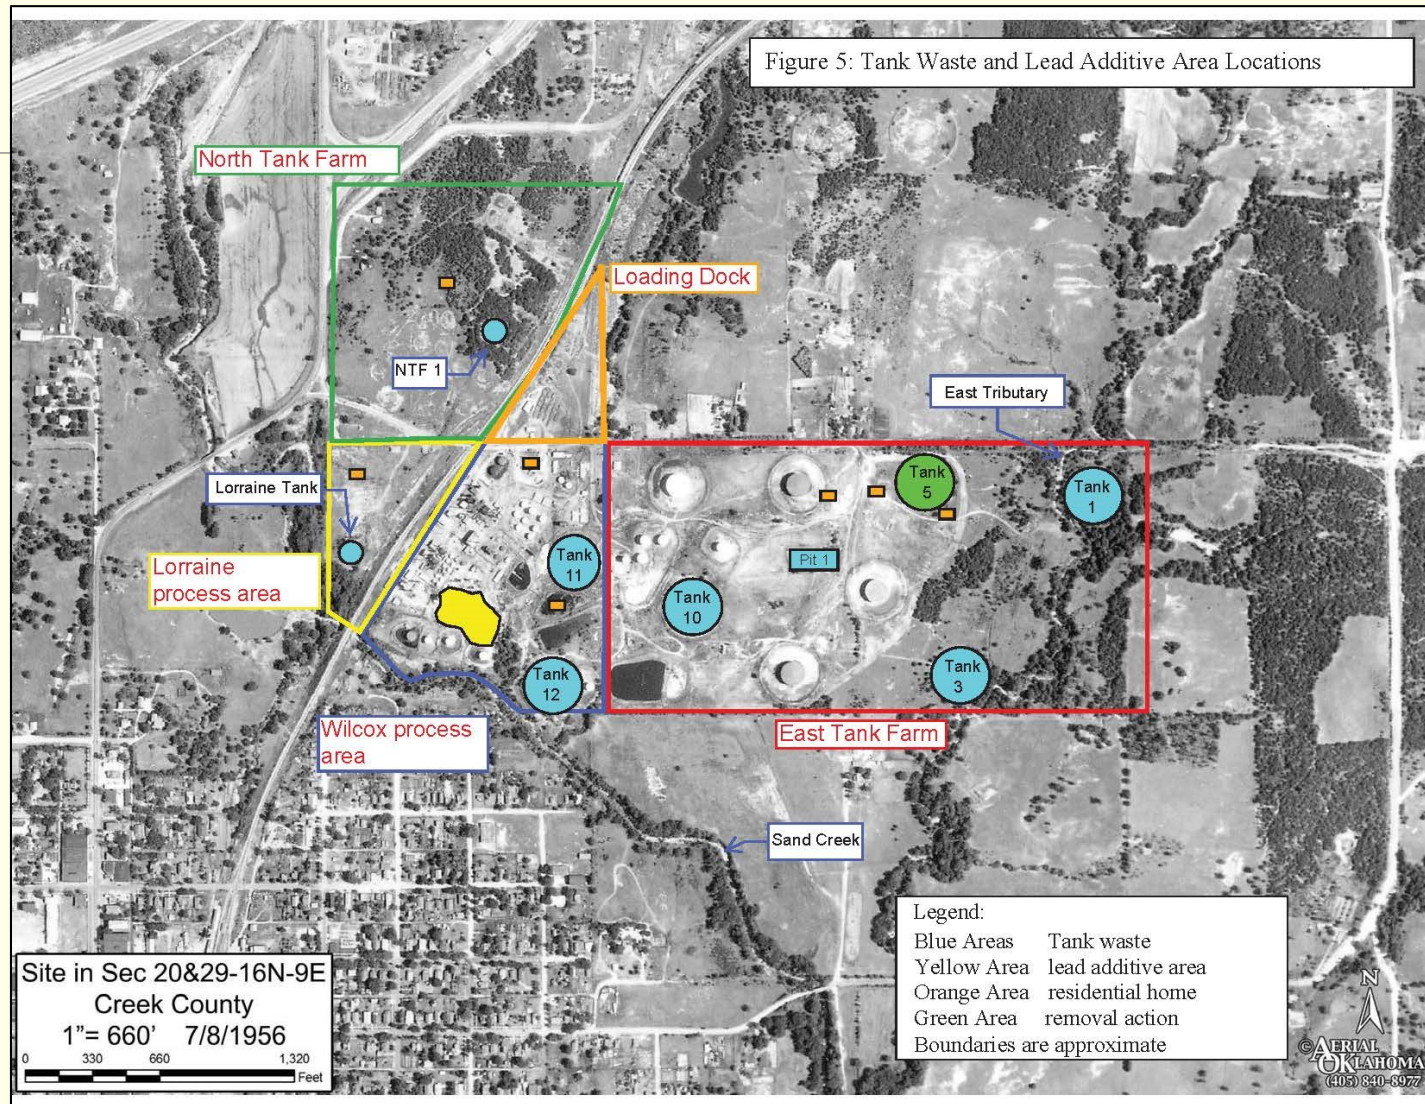 Figure 5: Tank Waste and Lead Additive Area Locations
North Tank Farm
Loading Dock
NTF 1
East Tributary
Lorraine Tank
Tank
5
Tank
1
Lorraine
process area
Tank
11
Pit 1
Tank
10
Tank
12
Tank
3
Wilcox process
area
East Tank Farm
Sand Creek
Legend:
Blue Areas Tank waste
Yellow Area lead additive area
Orange Area residential home
Green Area removal action
Boundaries are approximate
Site in Sec 20&29-16N-9E
Creek County
1"= 660' 7/8/1956
0 330 660 1,320
Feet
N
© AERIAL
OKLAHOMA
(405) 840-8977